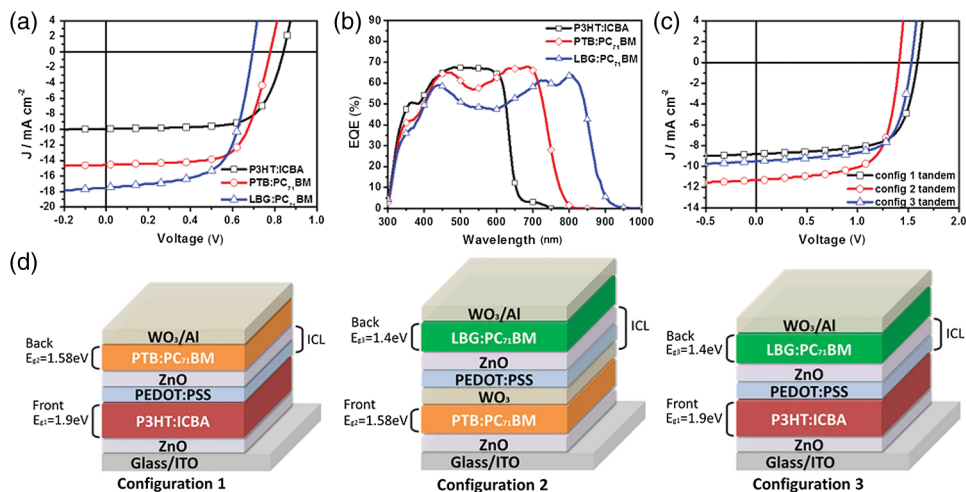 (a)
4
2
0
-2
-4
-6
-8
-10
-12
-14
-16
-18
-20
J / mA cm⁻²
P3HT:ICBA
PTB:PC₇₁BM
LBG:PC₇₁BM
-0.2 0.0 0.2 0.4 0.6 0.8 1.0
Voltage (V)
(b)
90
80
70
60
50
40
30
20
10
0
EQE (%)
P3HT:ICBA
PTB:PC₇₁BM
LBG:PC₇₁BM
300 400 500 600 700 800 900 1000
Wavelength (nm)
(c)
4
2
0
-2
-4
-6
-8
-10
-12
-14
J / mA cm⁻²
config 1 tandem
config 2 tandem
config 3 tandem
-0.5 0.0 0.5 1.0 1.5 2.0
Voltage (V)
(d)
WO₃/Al
Back
E_g2=1.58eV
PTB:PC₇₁BM
ICL
ZnO
PEDOT:PSS
Front
E_g1=1.9eV
P3HT:ICBA
ZnO
Glass/ITO
Configuration 1
WO₃/Al
Back
E_g3=1.4eV
LBG:PC₇₁BM
ICL
ZnO
PEDOT:PSS
WO₃
Front
E_g2=1.58eV
PTB:PC₇₁BM
ZnO
Glass/ITO
Configuration 2
WO₃/Al
Back
E_g3=1.4eV
LBG:PC₇₁BM
ICL
ZnO
PEDOT:PSS
Front
E_g1=1.9eV
P3HT:ICBA
ZnO
Glass/ITO
Configuration 3